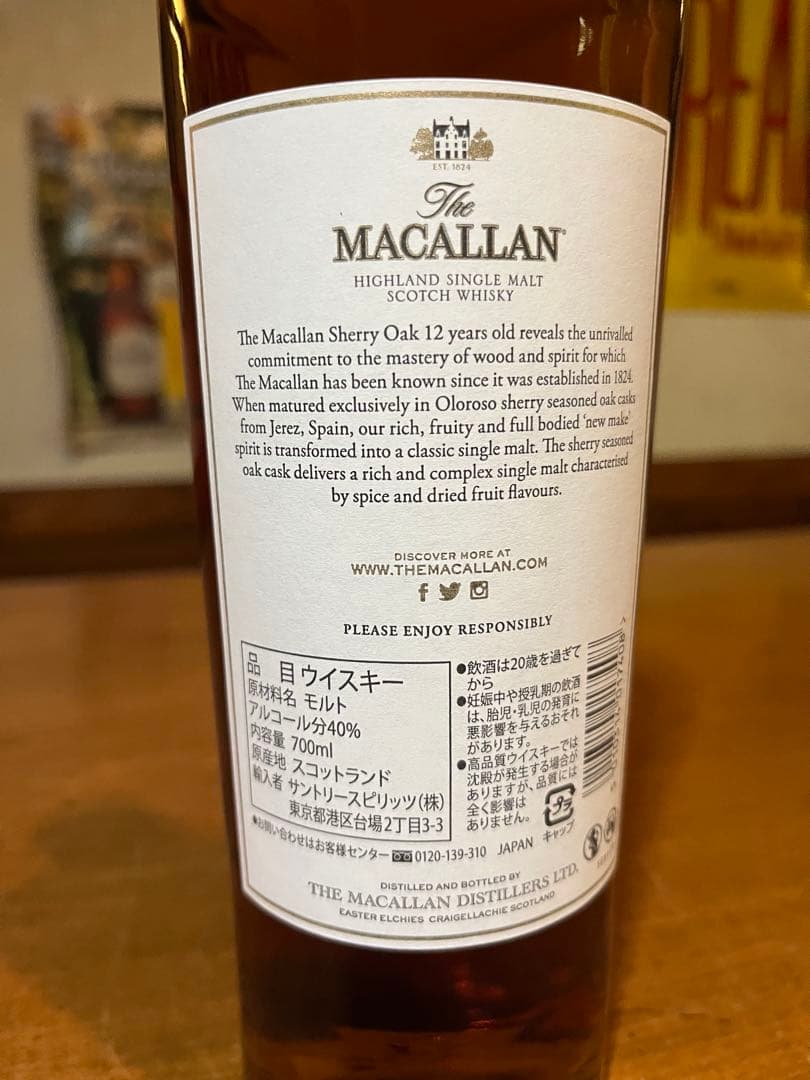 EST. 1824
The
MACALLAN
HIGHLAND SINGLE MALT
SCOTCH WHISKY
The Macallan Sherry Oak 12 years old reveals the unrivalled
commitment to the mastery of wood and spirit for which
The Macallan has been known since it was established in 1824.
When matured exclusively in Oloroso sherry seasoned oak casks
from Jerez, Spain, our rich, fruity and full bodied ‘new make’
spirit is transformed into a classic single malt. The sherry seasoned
oak cask delivers a rich and complex single malt characterised
by spice and dried fruit flavours.
DISCOVER MORE AT
WWW.THEMACALLAN.COM
PLEASE ENJOY RESPONSIBLY
品 目 ウイスキー
原材料名 モルト
アルコール分40%
内容量 700ml
原産地 スコットランド
輸入者 サントリースピリッツ(株)
東京都港区台場2丁目3-3
●飲酒は20歳を過ぎて
から
●妊娠中や授乳期の飲酒
は、胎児・乳児の発育に
悪影響を与えるおそれ
があります。
●高品質ウイスキーでは
沈殿が発生する場合が
ありますが、品質には
全く影響は
ありません。
プラ
キャップ
●お問い合わせはお客様センター 0120-139-310 JAPAN
DISTILLED AND BOTTLED BY
THE MACALLAN DISTILLERS LTD.
EASTER ELCHIES CRAIGELLACHIE SCOTLAND
REA